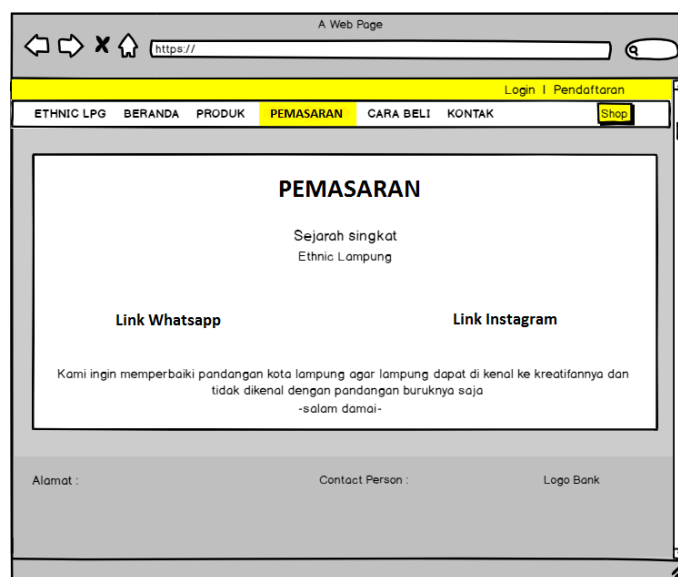 A Web Page
https://
Login | Pendaftaran
ETHNIC LPG BERANDA PRODUK PEMASARAN CARA BELI KONTAK Shop
PEMASARAN
Sejarah singkat
Ethnic Lampung
Link Whatsapp Link Instagram
Kami ingin memperbaiki pandangan kota lampung agar lampung dapat di kenal ke kreatifannya dan
tidak dikenal dengan pandangan buruknya saja
-salam damai-
Alamat : Contact Person : Logo Bank